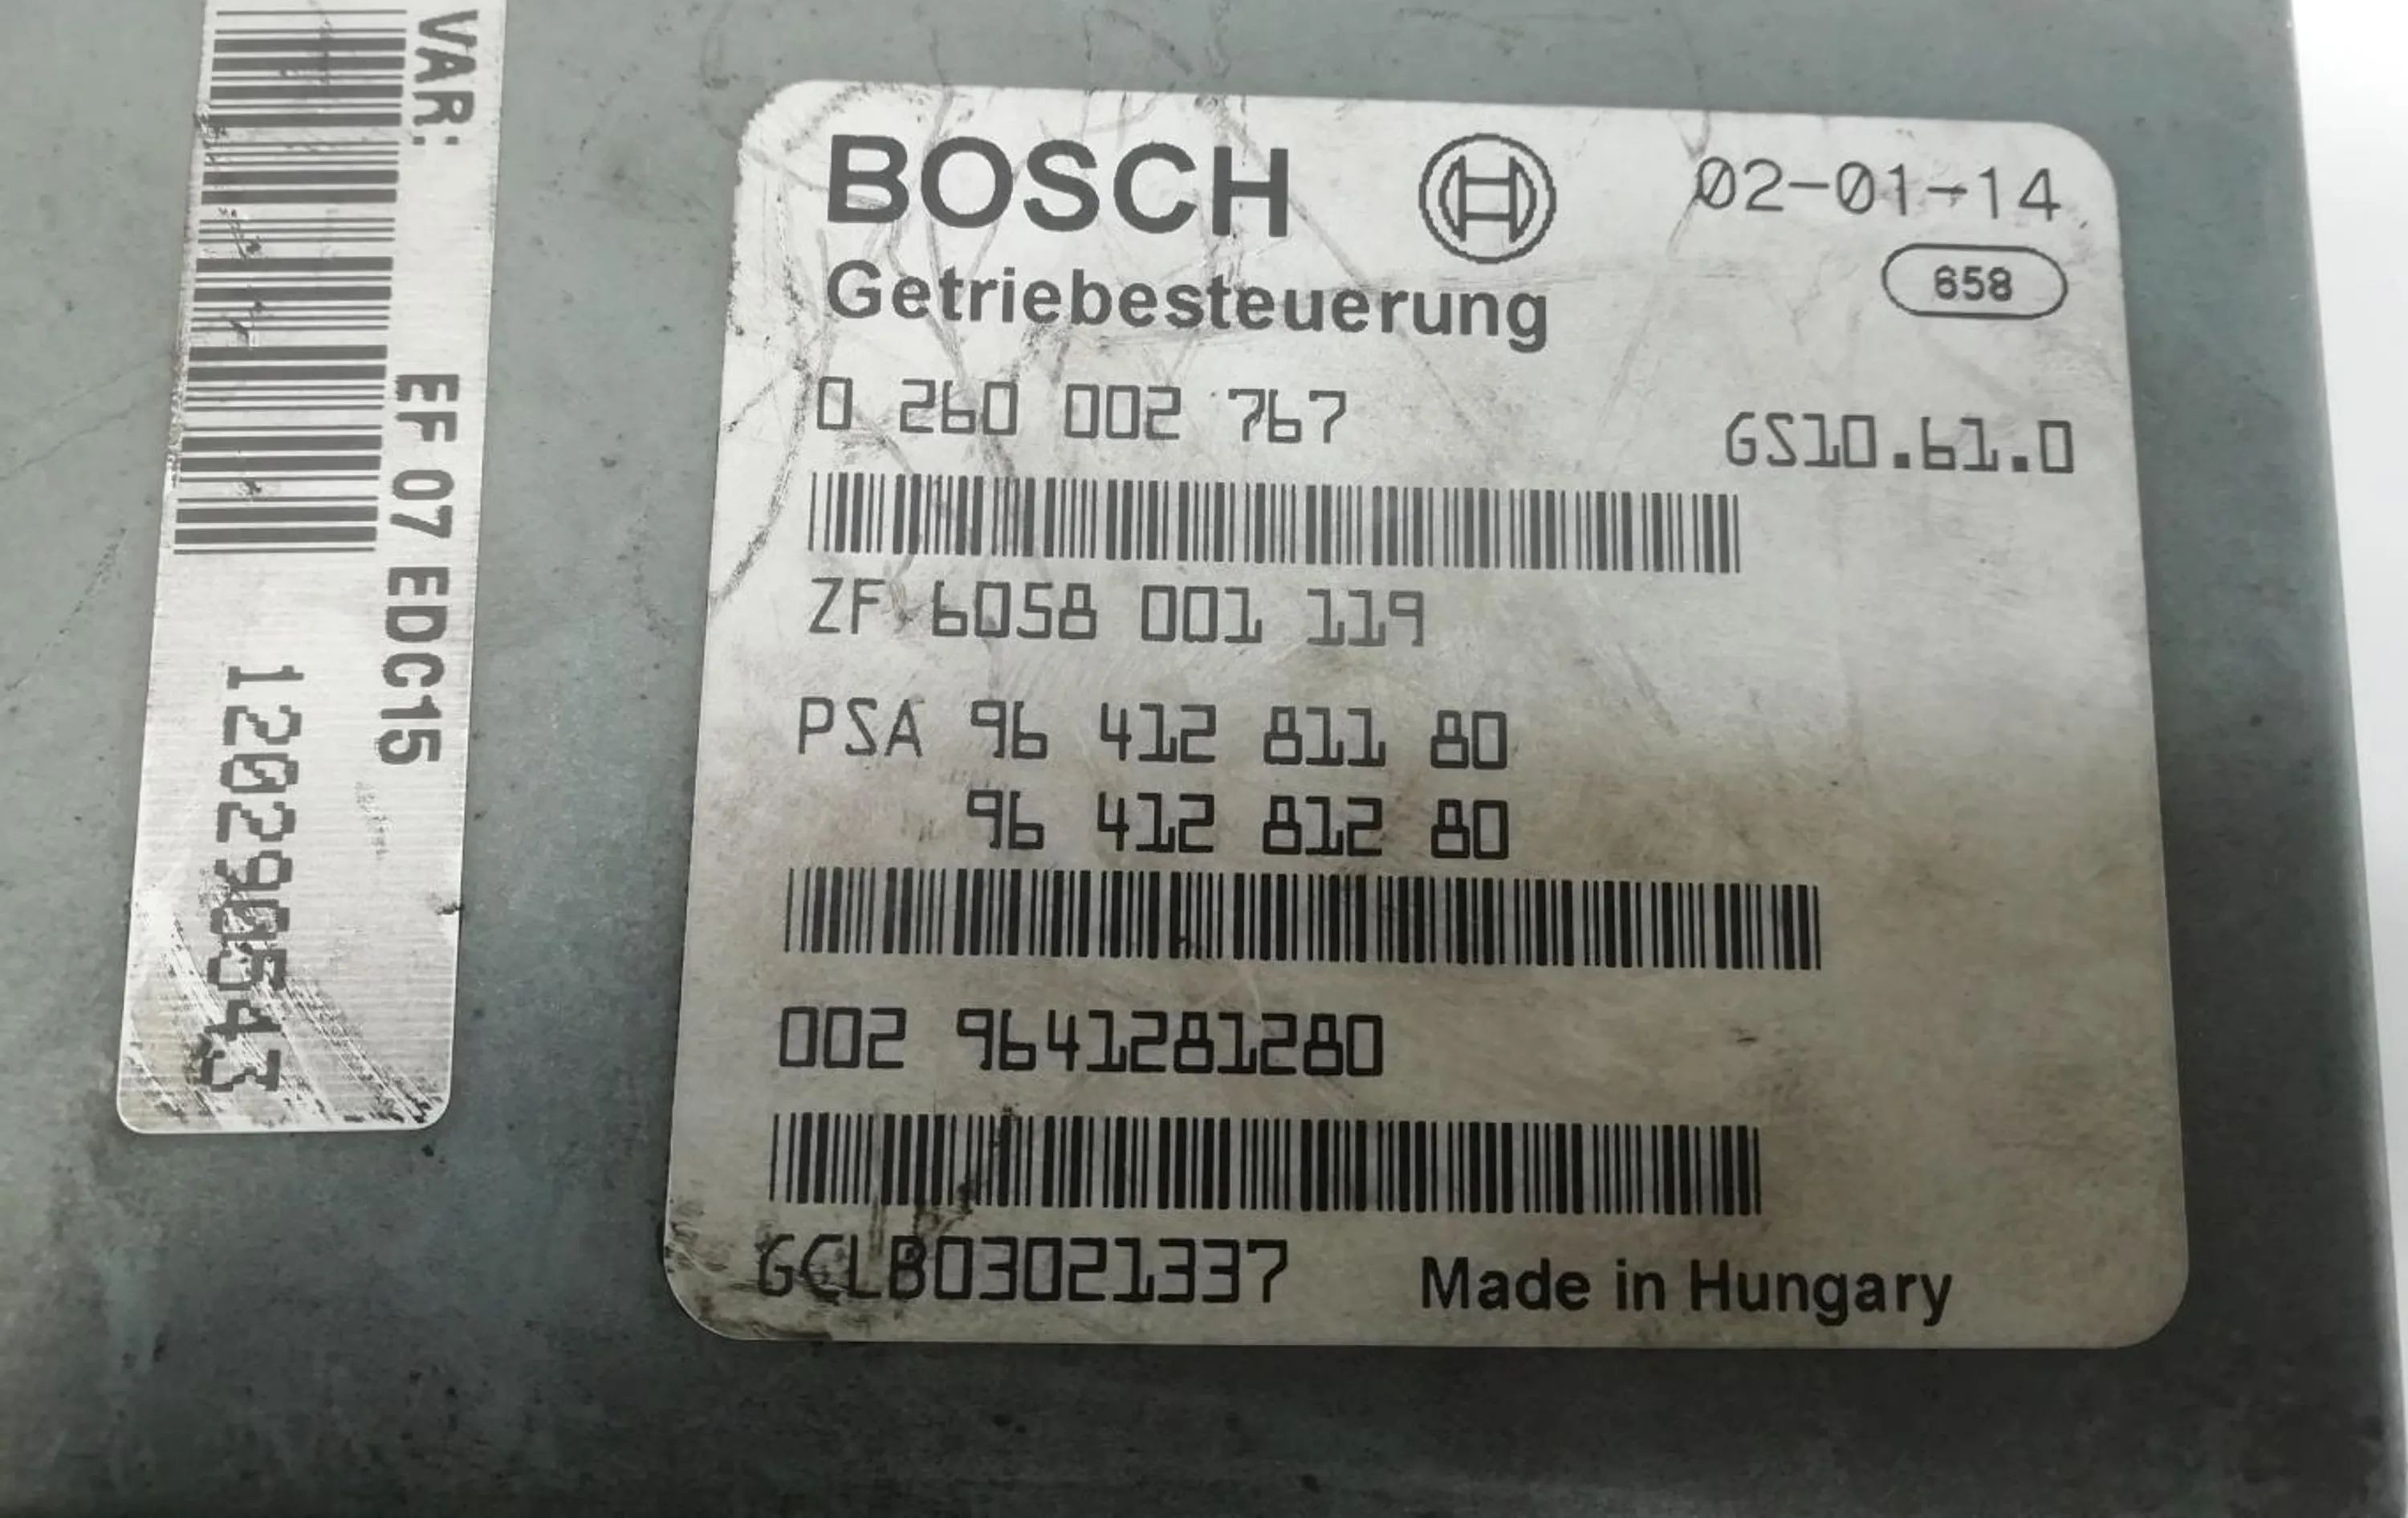 VAR:
EF 07 EDC15
120290543
BOSCH
02-01-14
658
Getriebesteuerung
0 260 002 767
GS10.61.0
ZF 6058 001 119
PSA 96 412 811 80
96 412 812 80
002 9641281280
GCLB03021337
Made in Hungary